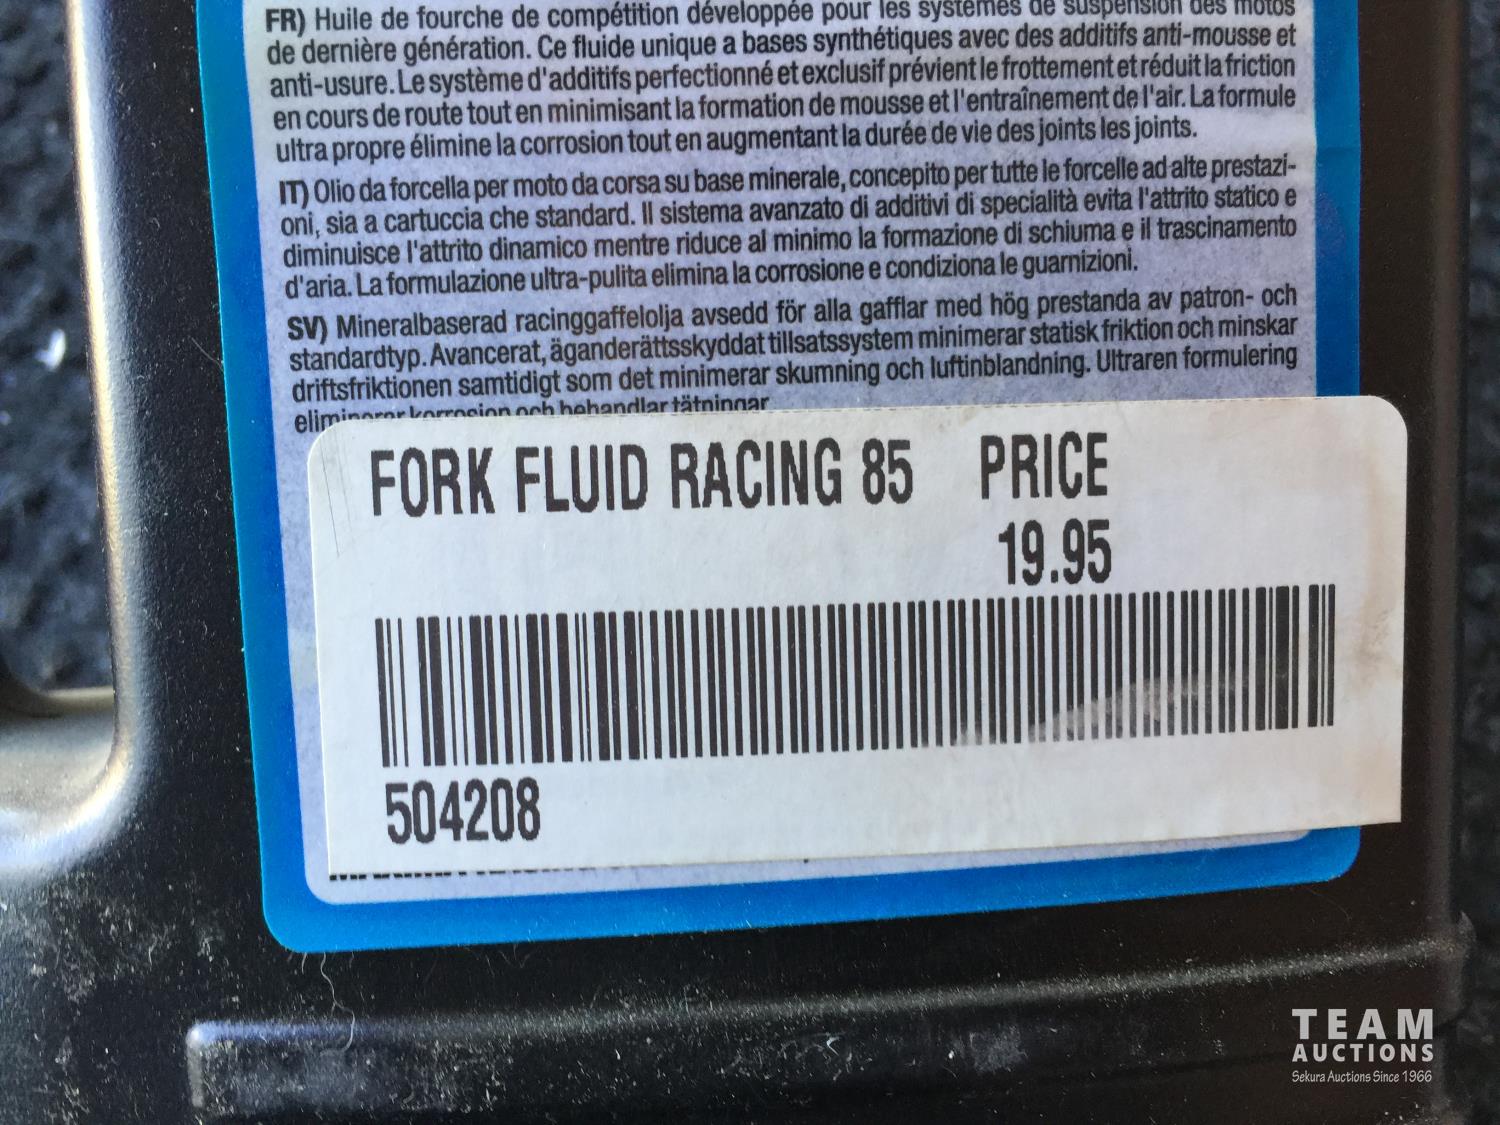 FR) Huile de fourche de compétition développée pour les systèmes de suspension des motos
de dernière génération. Ce fluide unique a bases synthétiques avec des additifs anti-mousse et
anti-usure. Le système d'additifs perfectionné et exclusif prévient le frottement et réduit la friction
en cours de route tout en minimisant la formation de mousse et l'entraînement de l'air. La formule
ultra propre élimine la corrosion tout en augmentant la durée de vie des joints les joints.
IT) Olio da forcella per moto da corsa su base minerale, concepito per tutte le forcelle ad alte prestazi-
oni, sia a cartuccia che standard. Il sistema avanzato di additivi di specialità evita l'attrito statico e
diminuisce l'attrito dinamico mentre riduce al minimo la formazione di schiuma e il trascinamento
d'aria. La formulazione ultra-pulita elimina la corrosione e condiziona le guarnizioni.
SV) Mineralbaserad racinggaffelolja avsedd för alla gafflar med hög prestanda av patron- och
standardtyp. Avancerat, äganderättsskyddat tillsatssystem minimerar statisk friktion och minskar
driftsfriktionen samtidigt som det minimerar skumning och luftinblandning. Ultraren formulering
eliminerar korrosion och behandlar tätningar
FORK FLUID RACING 85 PRICE
19.95
504208
TEAM
AUCTIONS
Sekura Auctions Since 1966